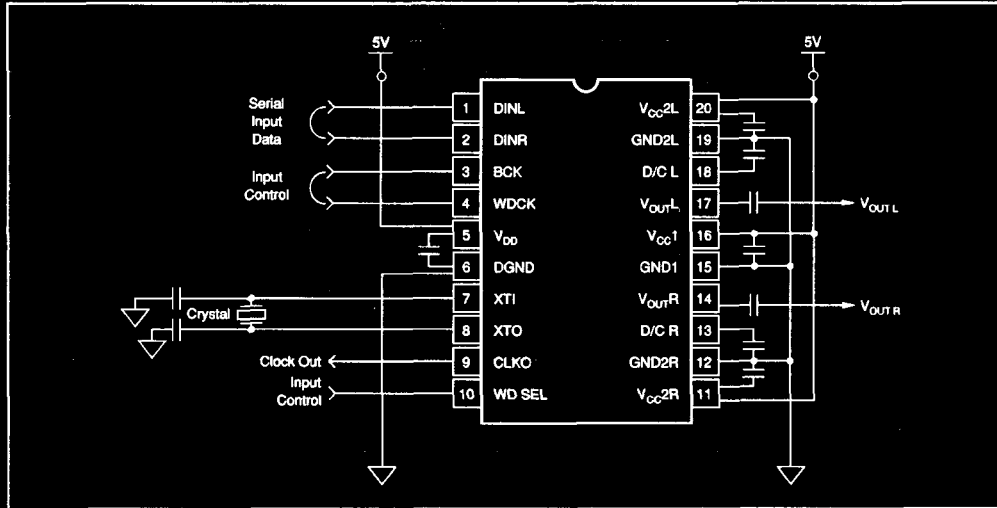 5V
5V
Serial
Input
Data
Input
Control
Crystal
Clock Out
Input
Control
1 DINL
2 DINR
3 BCK
4 WDCK
5 VDD
6 DGND
7 XTI
8 XTO
9 CLKO
10 WD SEL
VCC2L 20
GND2L 19
D/C L 18
VOUTL 17
VCC1 16
GND1 15
VOUTR 14
D/C R 13
GND2R 12
VCC2R 11
VOUT L
VOUT R